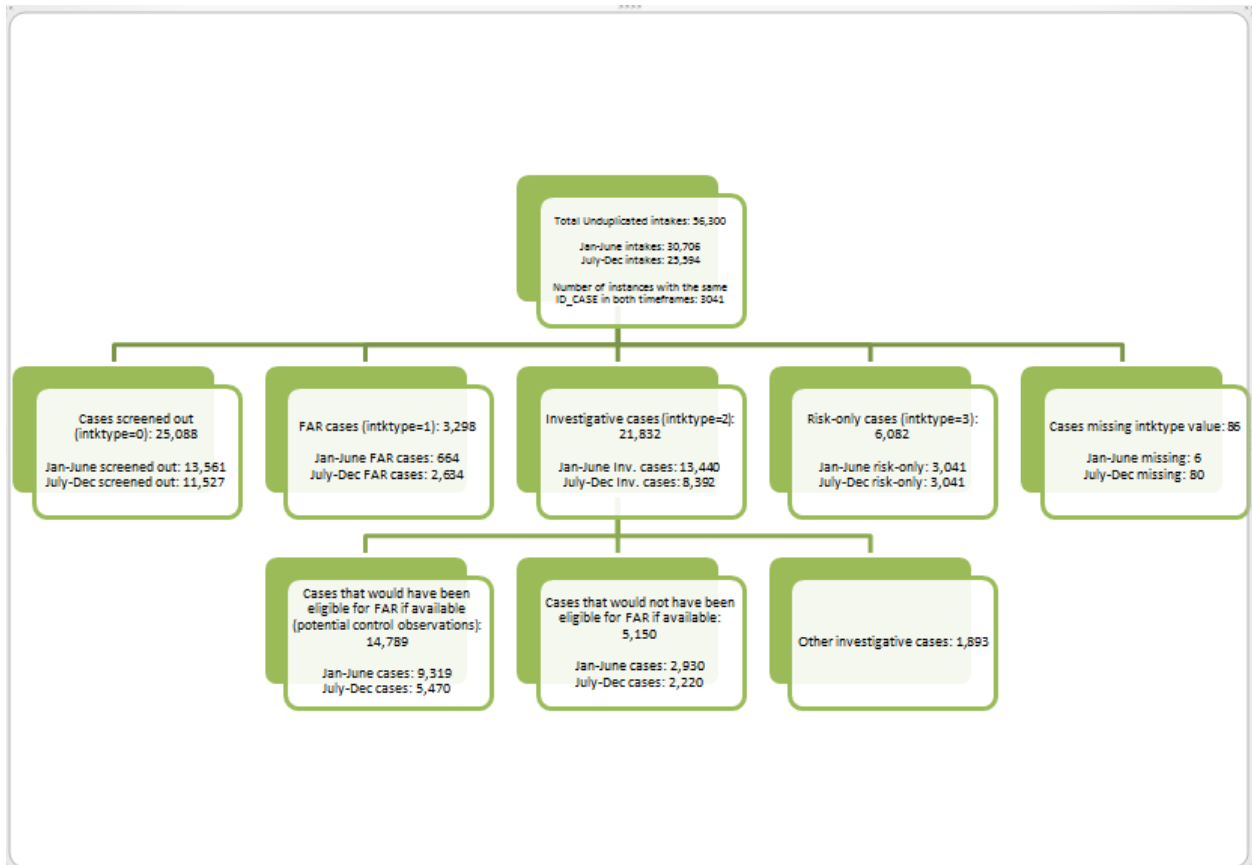 Total Unduplicated intakes: 56,300
Jan-June intakes: 30,706
July-Dec intakes: 25,594
Number of instances with the same
ID_CASE in both timeframes: 3041
Cases screened out
(intktype=0): 25,088
Jan-June screened out: 13,561
July-Dec screened out: 11,527
FAR cases (intktype=1): 3,298
Jan-June FAR cases: 664
July-Dec FAR cases: 2,634
Investigative cases (intktype=2):
21,832
Jan-June Inv. cases: 13,440
July-Dec Inv. cases: 8,392
Risk-only cases (intktype=3):
6,082
Jan-June risk-only: 3,041
July-Dec risk-only: 3,041
Cases missing intktype value: 86
Jan-June missing: 6
July-Dec missing: 80
Cases that would have been
eligible for FAR if available
(potential control observations):
14,789
Jan-June cases: 9,319
July-Dec cases: 5,470
Cases that would not have been
eligible for FAR if available:
5,150
Jan-June cases: 2,930
July-Dec cases: 2,220
Other investigative cases: 1,893